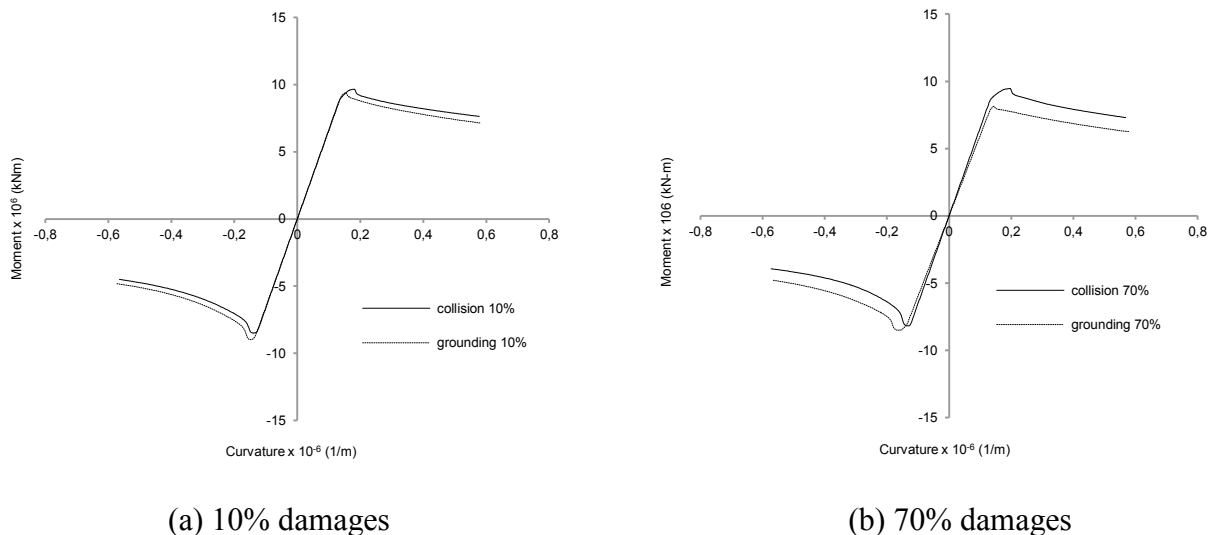 15
10
5
0
-5
-10
-15
-0,8 -0,6 -0,4 -0,2 0 0,2 0,4 0,6 0,8
Moment x 10⁶ (kNm)
Curvature x 10⁻⁶ (1/m)
collision 10%
grounding 10%
(a) 10% damages
15
10
5
0
-5
-10
-15
-0,8 -0,6 -0,4 -0,2 0 0,2 0,4 0,6 0,8
Moment x 106 (kN-m)
Curvature x 10⁻⁶ (1/m)
collision 70%
grounding 70%
(b) 70% damages